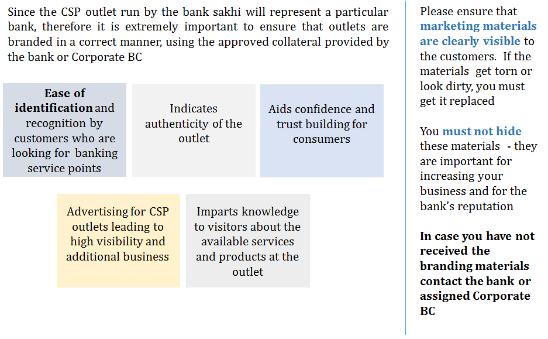 Since the CSP outlet run by the bank sakhi will represent a particular
bank, therefore it is extremely important to ensure that outlets are
branded in a correct manner, using the approved collateral provided by
the bank or Corporate BC
Ease of
identification and
recognition by
customers who are
looking for banking
service points
Indicates
authenticity of the
outlet
Aids confidence and
trust building for
consumers
Advertising for CSP
outlets leading to
high visibility and
additional business
Imparts knowledge
to visitors about the
available services
and products at the
outlet
Please ensure that
marketing materials
are clearly visible to
the customers. If the
materials get torn or
look dirty, you must
get it replaced
You must not hide
these materials - they
are important for
increasing your
business and for the
bank's reputation
In case you have not
received the
branding materials
contact the bank or
assigned Corporate
BC